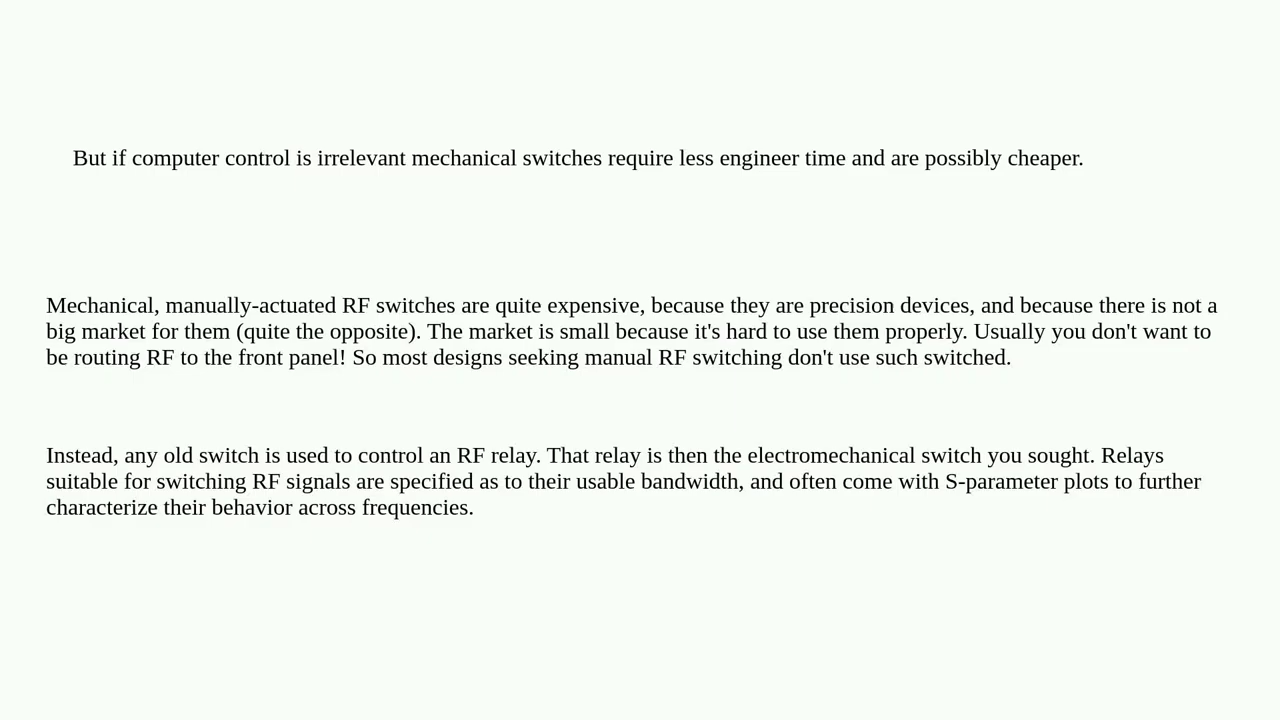 But if computer control is irrelevant mechanical switches require less engineer time and are possibly cheaper.
Mechanical, manually-actuated RF switches are quite expensive, because they are precision devices, and because there is not a
big market for them (quite the opposite). The market is small because it's hard to use them properly. Usually you don't want to
be routing RF to the front panel! So most designs seeking manual RF switching don't use such switched.
Instead, any old switch is used to control an RF relay. That relay is then the electromechanical switch you sought. Relays
suitable for switching RF signals are specified as to their usable bandwidth, and often come with S-parameter plots to further
characterize their behavior across frequencies.